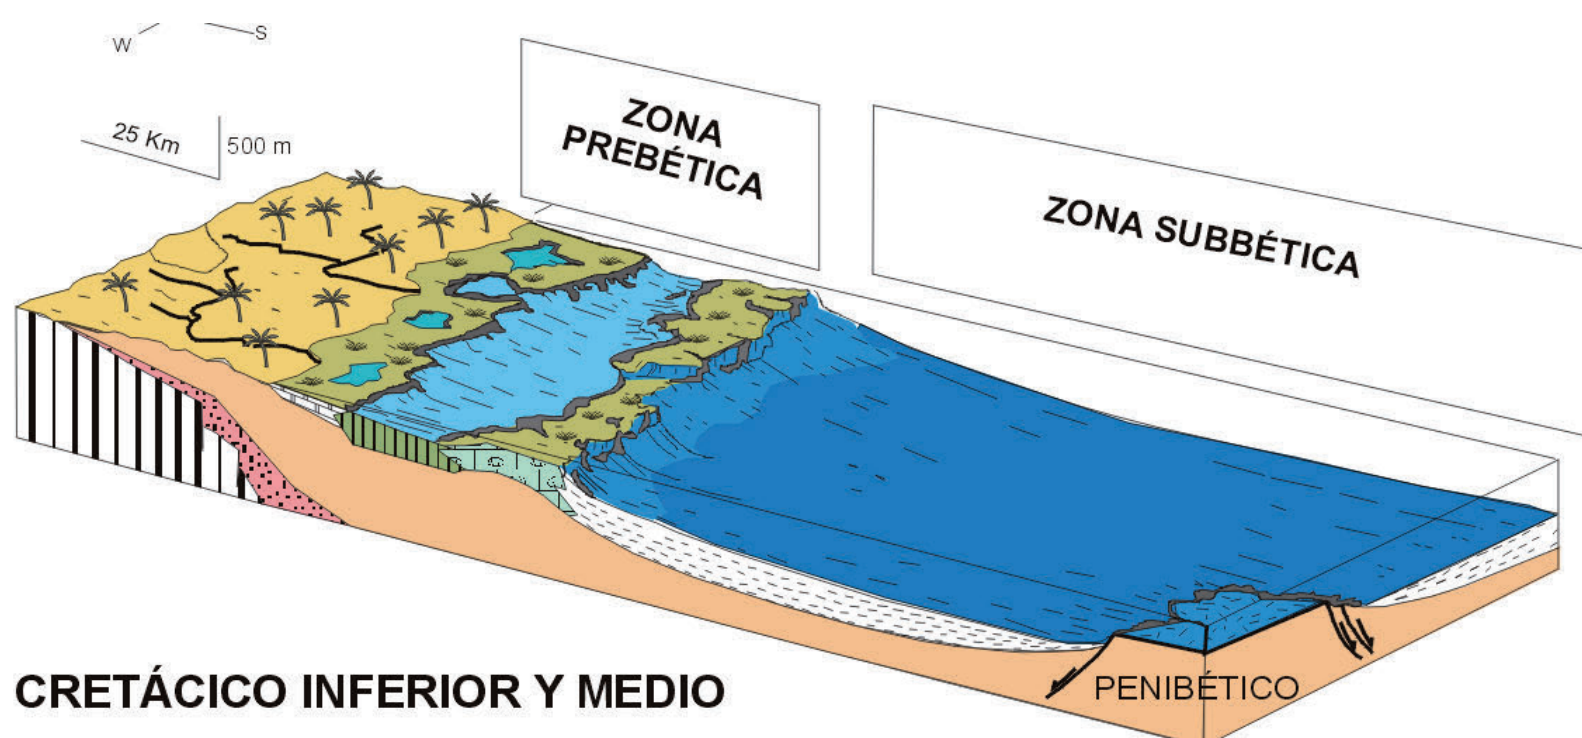 W
S
25 Km
500 m
ZONA
PREBÉTICA
ZONA SUBBÉTICA
PENIBÉTICO
CRETÁCICO INFERIOR Y MEDIO